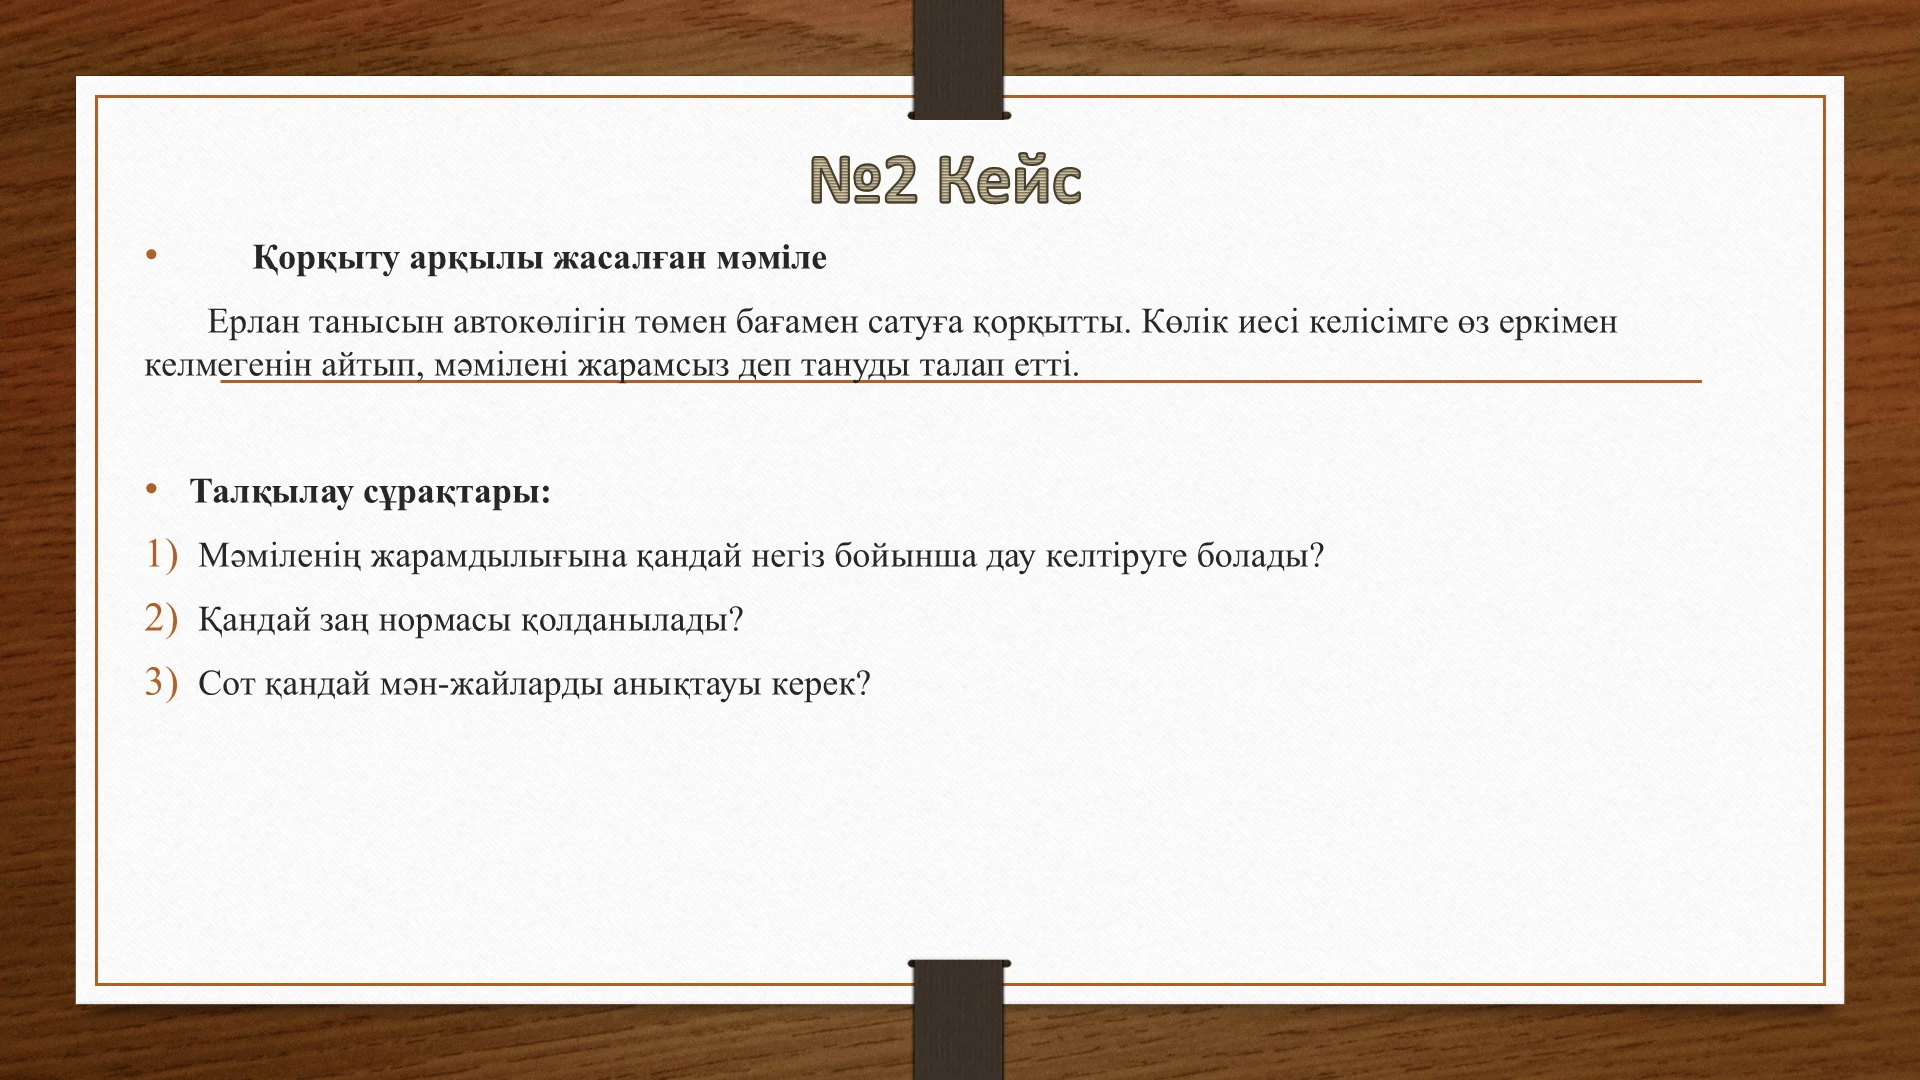 №2 Кейс
• Қорқыту арқылы жасалған мәміле
Ерлан танысын автокөлігін төмен бағамен сатуға қорқытты. Көлік иесі келісімге өз еркімен
келмегенін айтып, мәмілені жарамсыз деп тануды талап етті.
• Талқылау сұрақтары:
1) Мәміленің жарамдылығына қандай негіз бойынша дау келтіруге болады?
2) Қандай заң нормасы қолданылады?
3) Сот қандай мән-жайларды анықтауы керек?